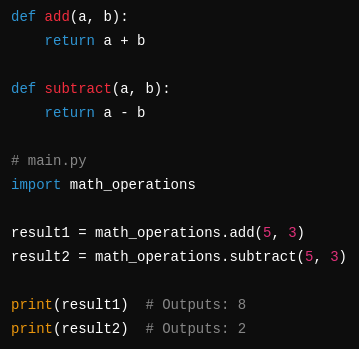 def add(a, b):
    return a + b

def subtract(a, b):
    return a - b

# main.py
import math_operations

result1 = math_operations.add(5, 3)
result2 = math_operations.subtract(5, 3)

print(result1)  # Outputs: 8
print(result2)  # Outputs: 2